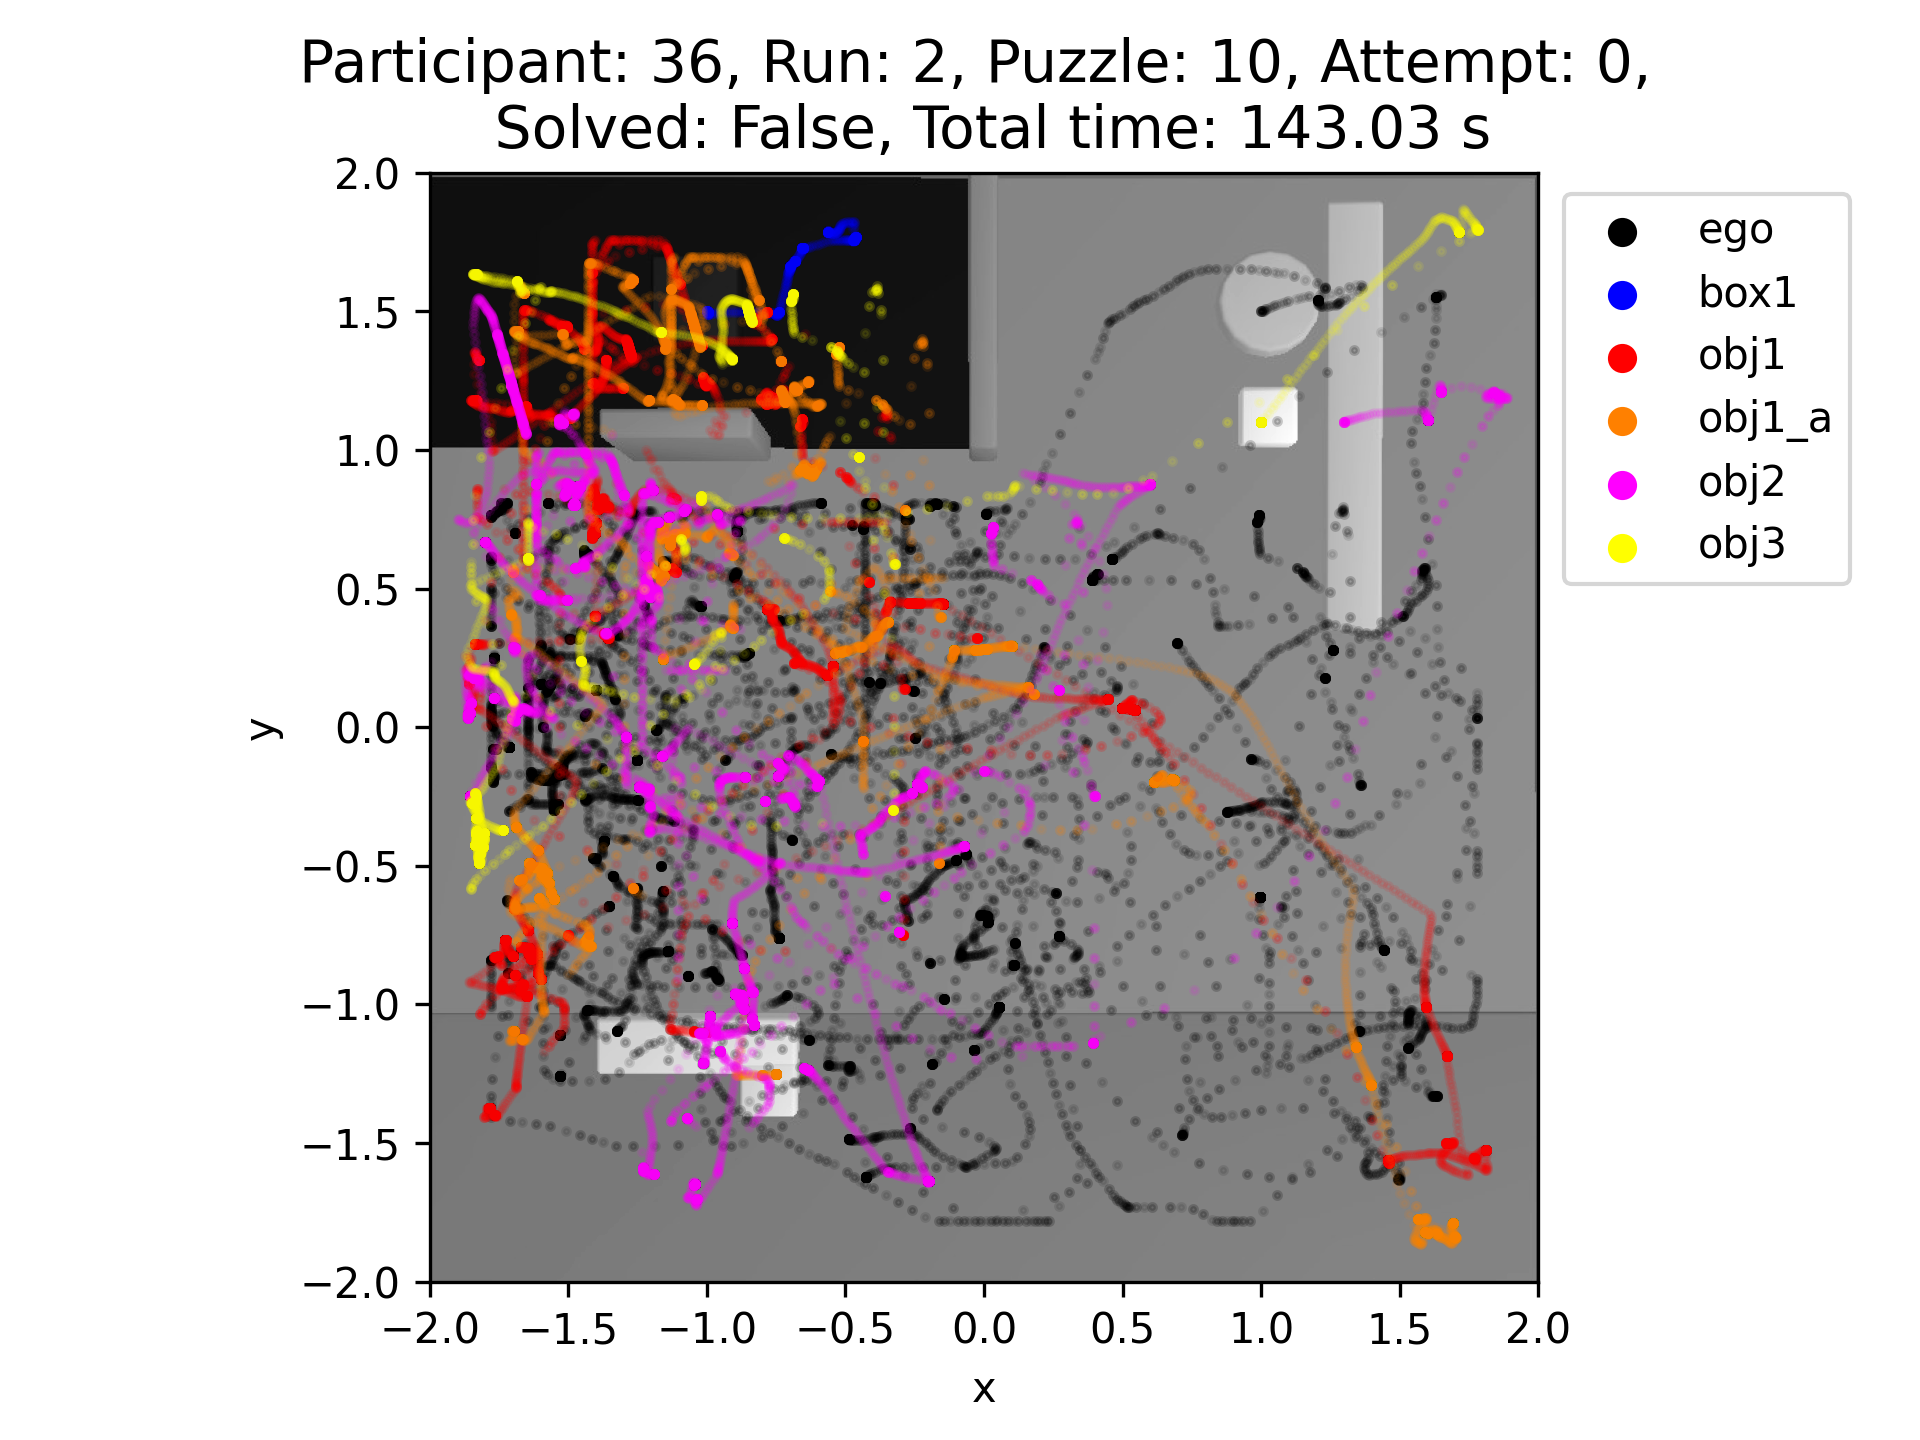 Participant: 36, Run: 2, Puzzle: 10, Attempt: 0,
Solved: False, Total time: 143.03 s
2.0
1.5
1.0
0.5
0.0
−0.5
−1.0
−1.5
−2.0
y
−2.0 −1.5 −1.0 −0.5 0.0 0.5 1.0 1.5 2.0
x
ego
box1
obj1
obj1_a
obj2
obj3